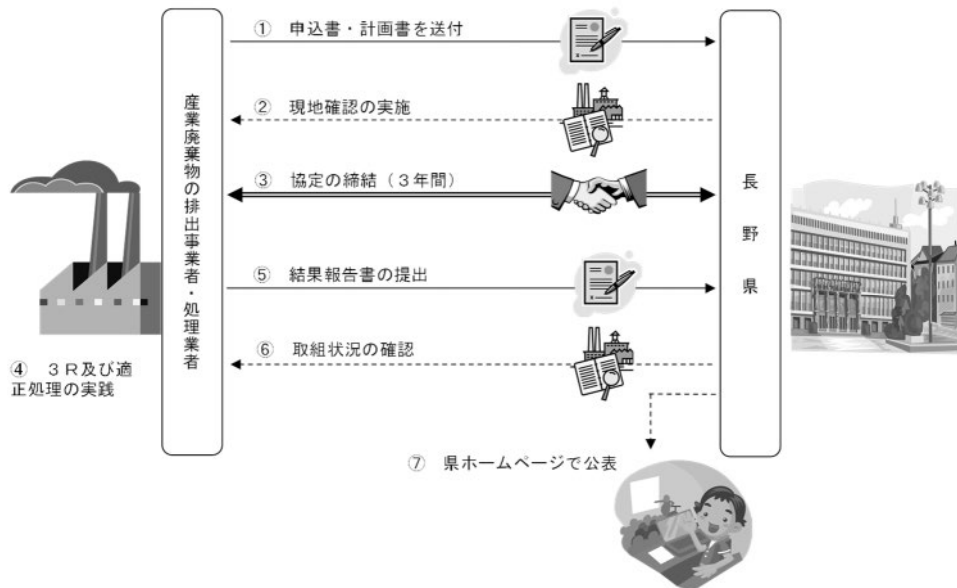 ① 申込書・計画書を送付
② 現地確認の実施
③ 協定の締結（３年間）
産業廃棄物の排出事業者・処理業者
長野県
⑤ 結果報告書の提出
⑥ 取組状況の確認
④ ３Ｒ及び適
正処理の実践
⑦ 県ホームページで公表